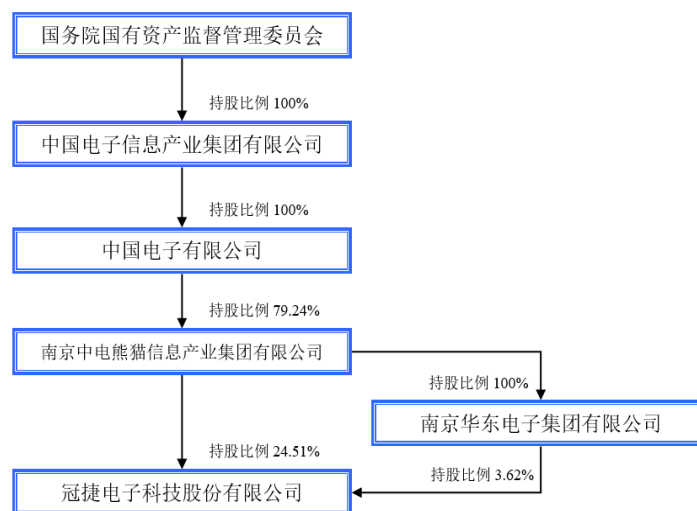 国务院国有资产监督管理委员会
持股比例 100%
中国电子信息产业集团有限公司
持股比例 100%
中国电子有限公司
持股比例 79.24%
南京中电熊猫信息产业集团有限公司
持股比例 100%
南京华东电子集团有限公司
持股比例 24.51%
持股比例 3.62%
冠捷电子科技股份有限公司